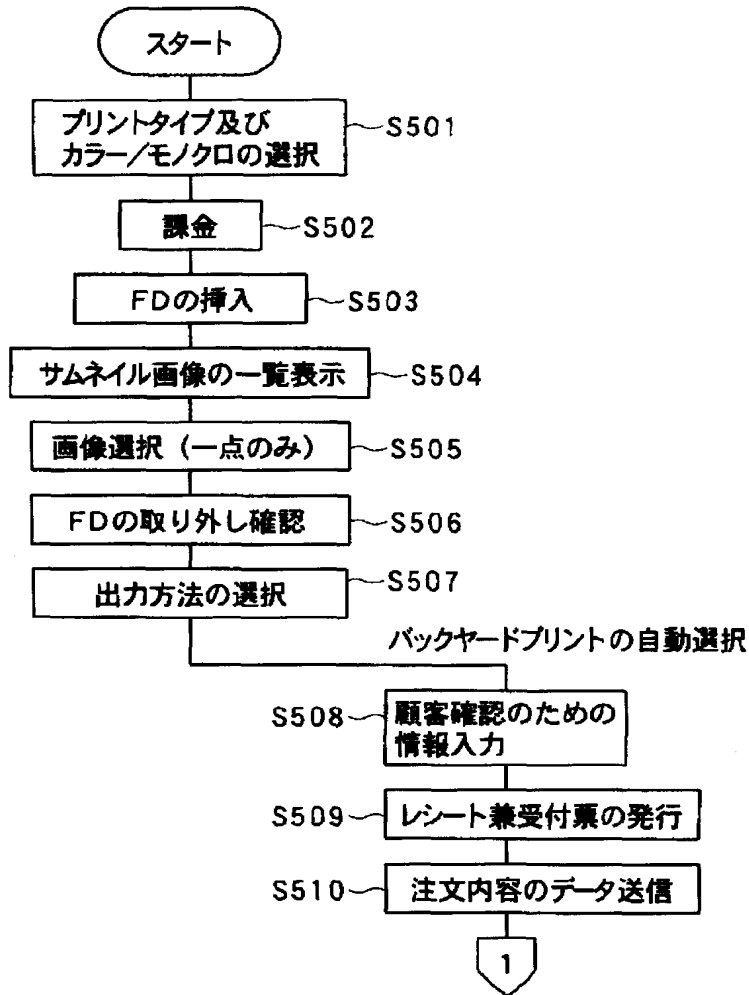 スタート
プリントタイプ及び
カラー/モノクロの選択
S501
課金
S502
FDの挿入
S503
サムネイル画像の一覧表示
S504
画像選択(一点のみ)
S505
FDの取り外し確認
S506
出力方法の選択
S507
バックヤードプリントの自動選択
S508
顧客確認のための
情報入力
S509
レシート兼受付票の発行
S510
注文内容のデータ送信
1